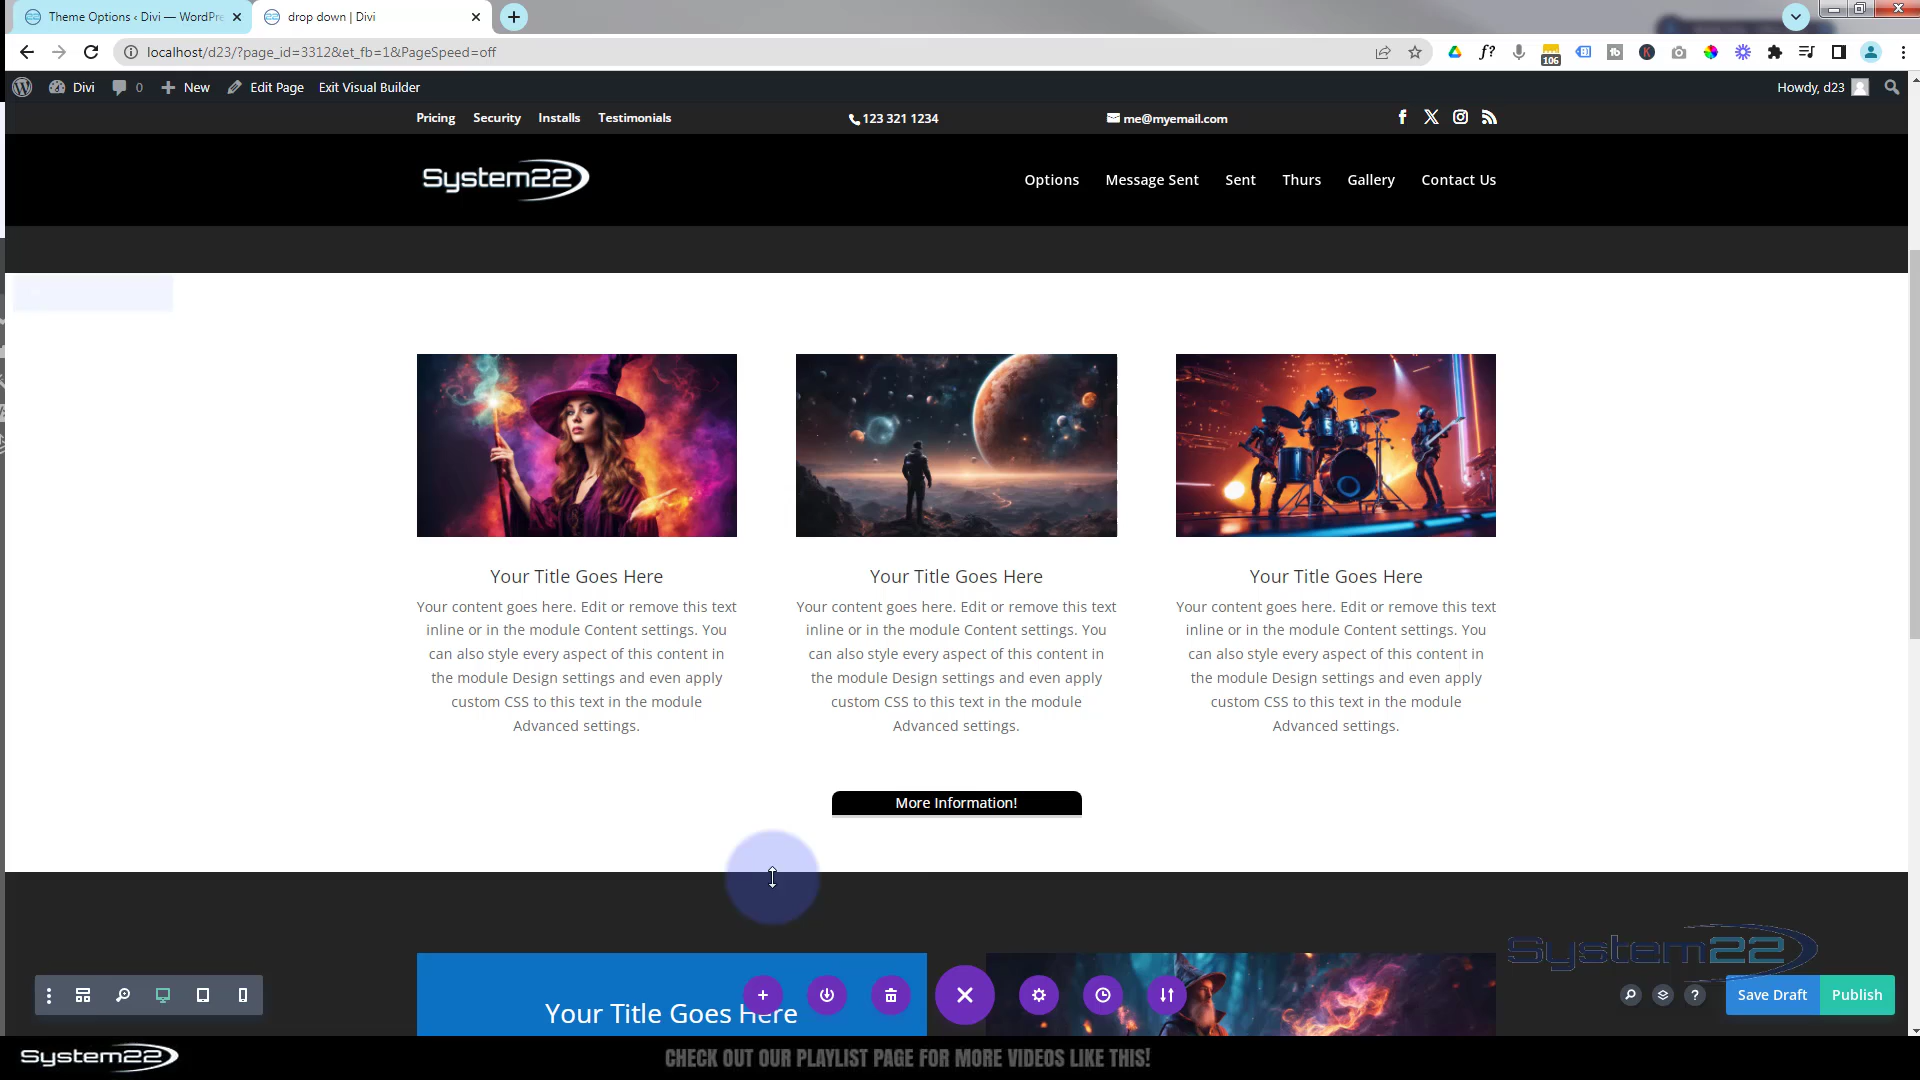 Theme Options ‹ Divi — WordPre
drop down | Divi
localhost/d23/?page_id=3312&et_fb=1&PageSpeed=off
106
Divi
0
New
Edit Page
Exit Visual Builder
Howdy, d23
Pricing
Security
Installs
Testimonials
123 321 1234
me@myemail.com
System22
Options
Message Sent
Sent
Thurs
Gallery
Contact Us
Your Title Goes Here
Your content goes here. Edit or remove this text
inline or in the module Content settings. You
can also style every aspect of this content in
the module Design settings and even apply
custom CSS to this text in the module
Advanced settings.
Your Title Goes Here
Your content goes here. Edit or remove this text
inline or in the module Content settings. You
can also style every aspect of this content in
the module Design settings and even apply
custom CSS to this text in the module
Advanced settings.
Your Title Goes Here
Your content goes here. Edit or remove this text
inline or in the module Content settings. You
can also style every aspect of this content in
the module Design settings and even apply
custom CSS to this text in the module
Advanced settings.
More Information!
System22
Your Title Goes Here
Save Draft
Publish
System22
CHECK OUT OUR PLAYLIST PAGE FOR MORE VIDEOS LIKE THIS!